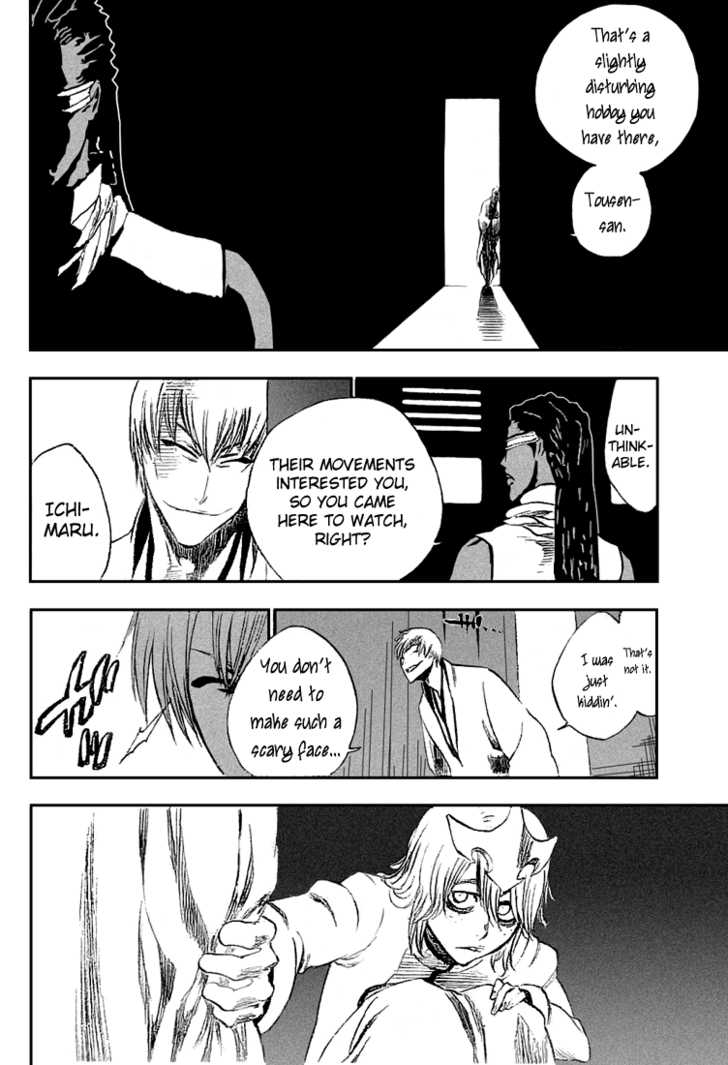 That's a
slightly
disturbing
hobby you
have there,
Tousen-
san.
UN-
THINK-
ABLE.
THEIR MOVEMENTS
INTERESTED YOU,
SO YOU CAME
HERE TO WATCH,
RIGHT?
ICHI-
MARU.
That's
not it.
I was
just
kiddin'.
You don't
need to
make such a
scary face...